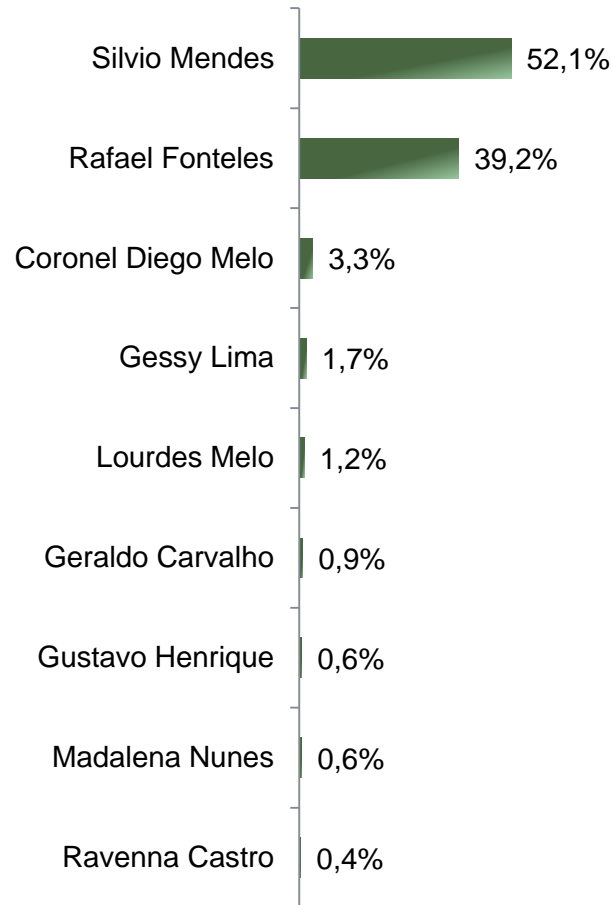 Silvio Mendes 52,1%
Rafael Fonteles 39,2%
Coronel Diego Melo 3,3%
Gessy Lima 1,7%
Lourdes Melo 1,2%
Geraldo Carvalho 0,9%
Gustavo Henrique 0,6%
Madalena Nunes 0,6%
Ravenna Castro 0,4%